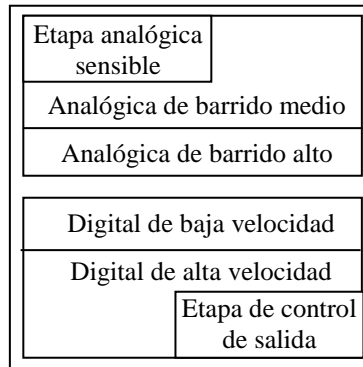 Etapa analógica
sensible
Analógica de barrido medio
Analógica de barrido alto
Digital de baja velocidad
Digital de alta velocidad
Etapa de control
de salida